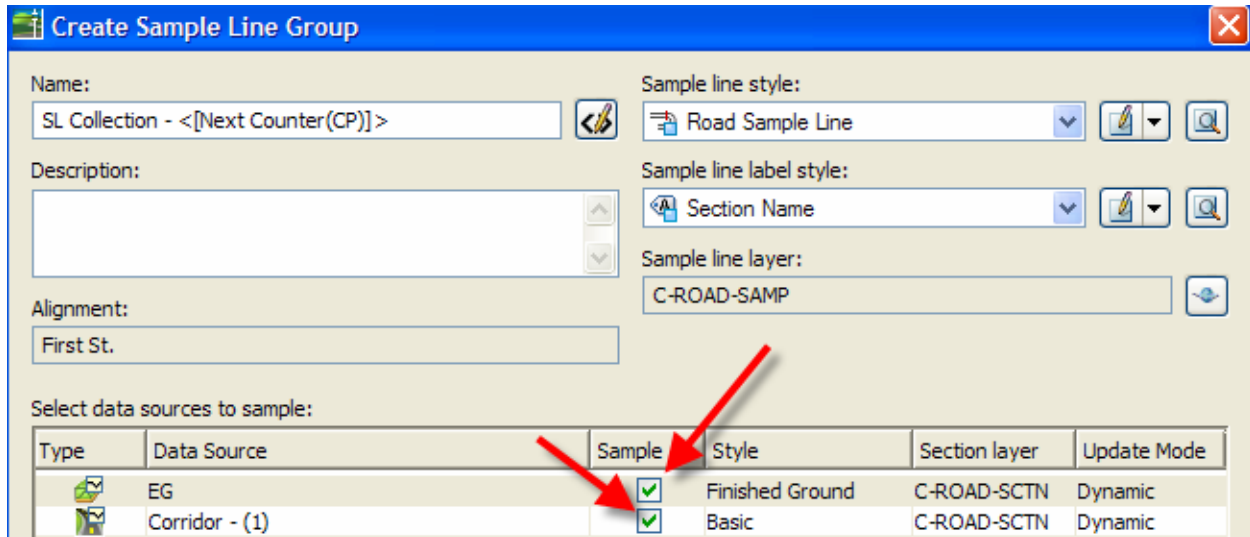 Create Sample Line Group
Name:
SL Collection - <[Next Counter(CP)]>
Description:
Alignment:
First St.
Sample line style:
Road Sample Line
Sample line label style:
Section Name
Sample line layer:
C-ROAD-SAMP
Select data sources to sample:
Type Data Source Sample Style Section layer Update Mode
EG Finished Ground C-ROAD-SCTN Dynamic
Corridor - (1) Basic C-ROAD-SCTN Dynamic